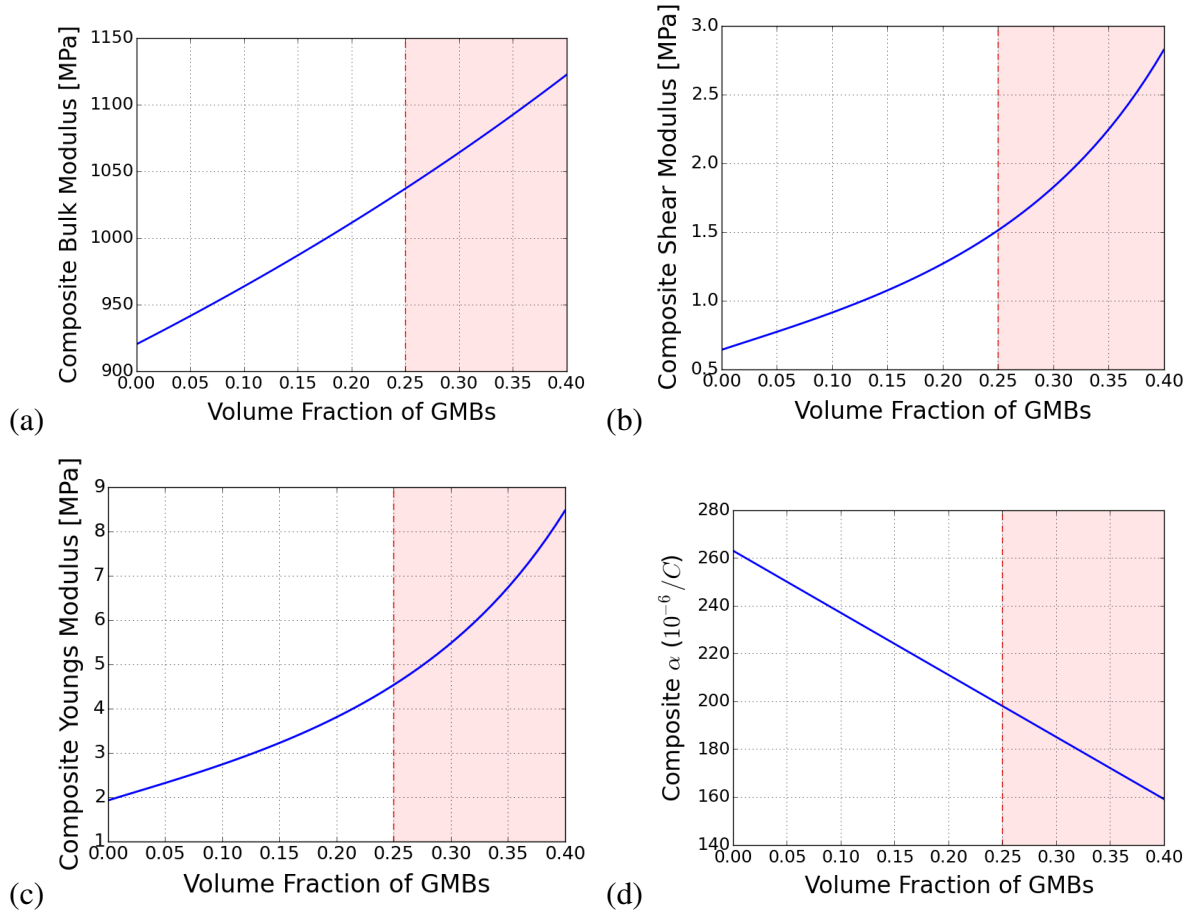 Composite Bulk Modulus [MPa]
1150
1100
1050
1000
950
900
0.00 0.05 0.10 0.15 0.20 0.25 0.30 0.35 0.40
Volume Fraction of GMBs
(a)
Composite Shear Modulus [MPa]
3.0
2.5
2.0
1.5
1.0
0.5
0.00 0.05 0.10 0.15 0.20 0.25 0.30 0.35 0.40
Volume Fraction of GMBs
(b)
Composite Youngs Modulus [MPa]
9
8
7
6
5
4
3
2
1
0.00 0.05 0.10 0.15 0.20 0.25 0.30 0.35 0.40
Volume Fraction of GMBs
(c)
Composite α (10⁻⁶/C)
280
260
240
220
200
180
160
140
0.00 0.05 0.10 0.15 0.20 0.25 0.30 0.35 0.40
Volume Fraction of GMBs
(d)